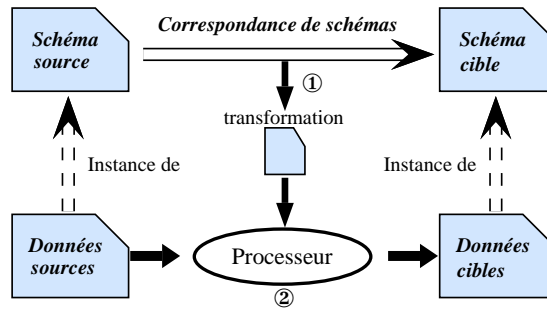 Schéma
source
Correspondance de schémas
Schéma
cible
①
transformation
Instance de
Instance de
Données
sources
Processeur
Données
cibles
②